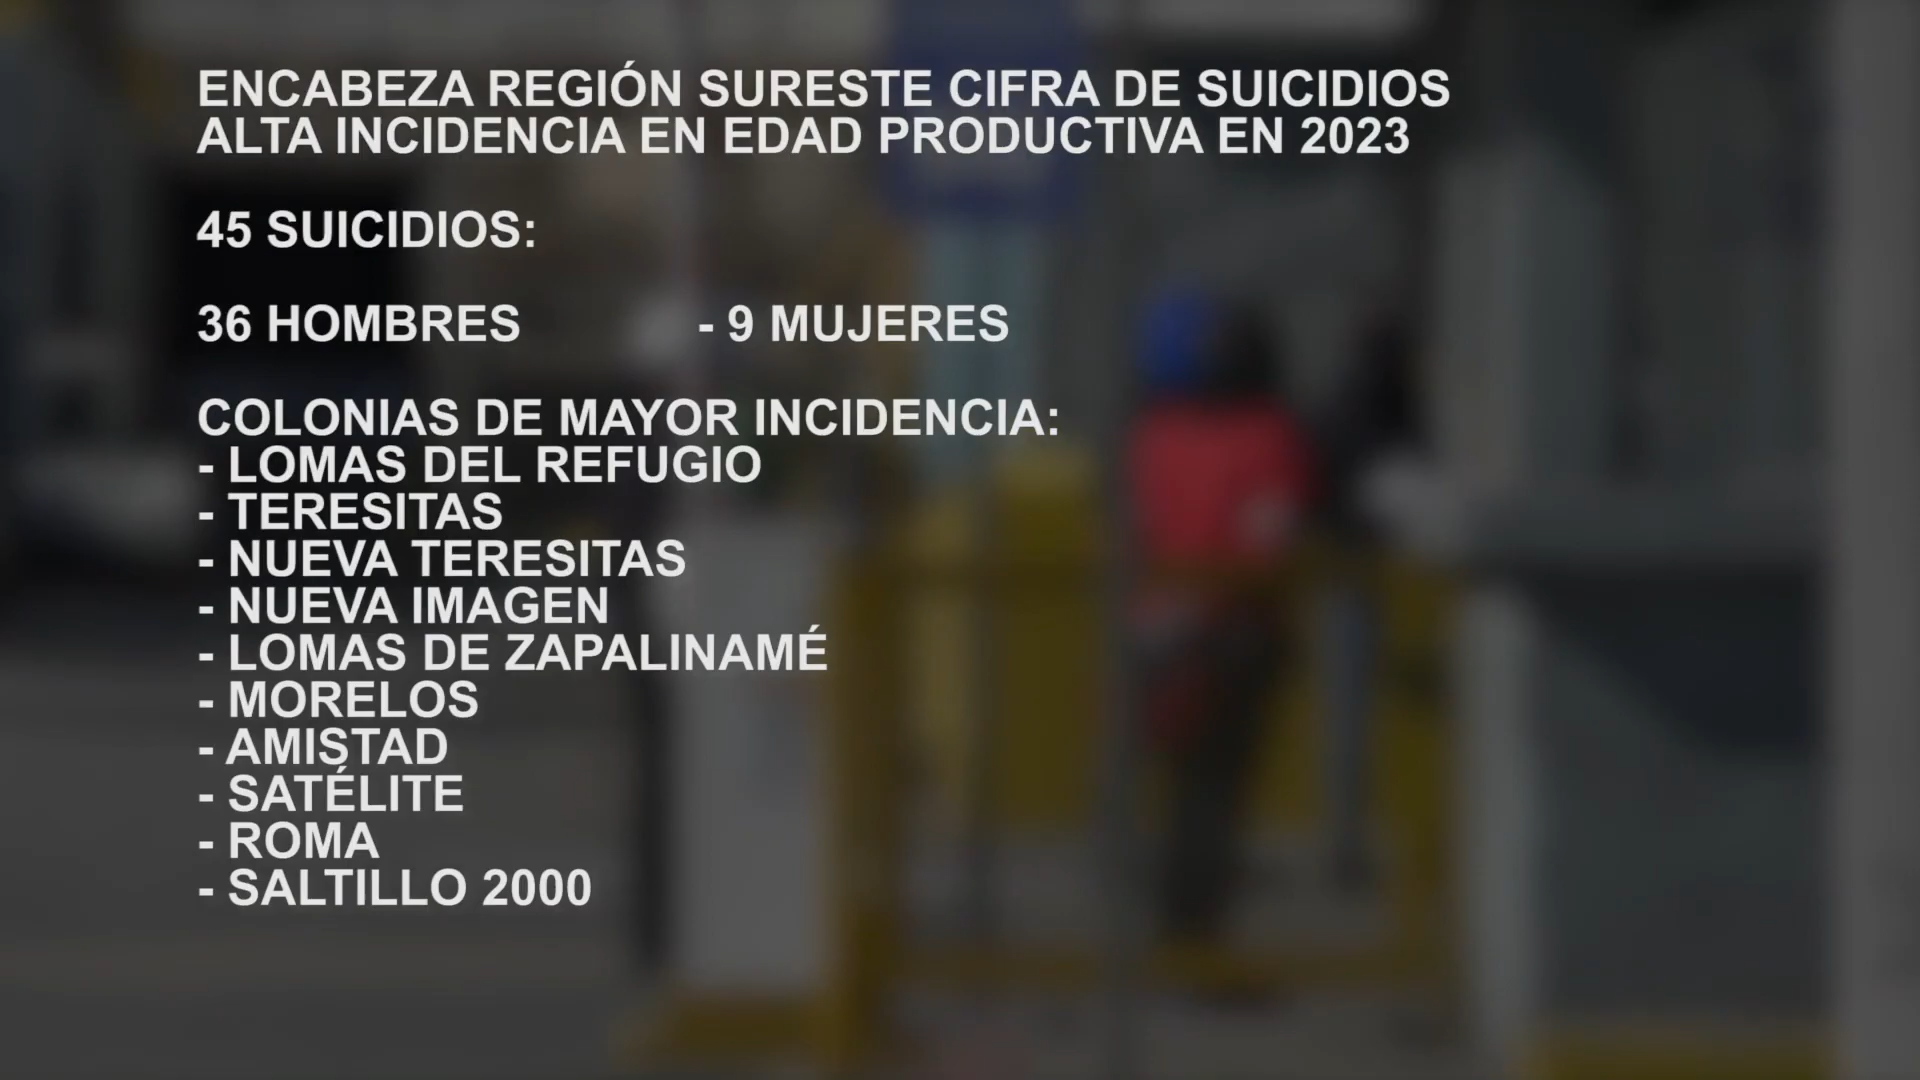 ENCABEZA REGIÓN SURESTE CIFRA DE SUICIDIOS
ALTA INCIDENCIA EN EDAD PRODUCTIVA EN 2023
45 SUICIDIOS:
36 HOMBRES - 9 MUJERES
COLONIAS DE MAYOR INCIDENCIA:
- LOMAS DEL REFUGIO
- TERESITAS
- NUEVA TERESITAS
- NUEVA IMAGEN
- LOMAS DE ZAPALINAMÉ
- MORELOS
- AMISTAD
- SATÉLITE
- ROMA
- SALTILLO 2000